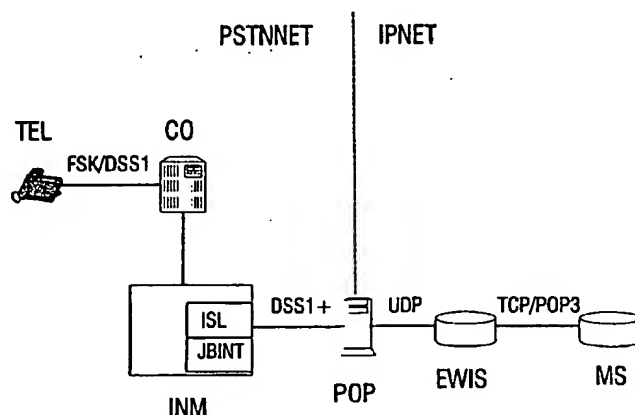 PSTNNET IPNET
TEL CO
FSK/DSS1
ISL DSS1+ UDP TCP/POP3
JBINT
INM POP EWIS MS